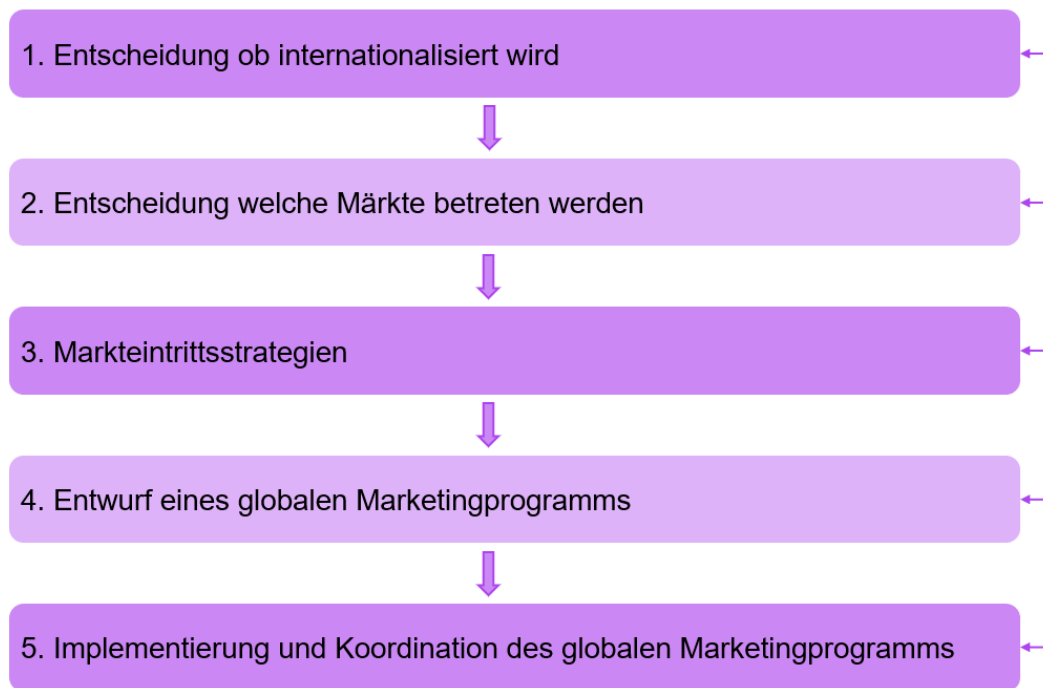 1. Entscheidung ob internationalisiert wird
2. Entscheidung welche Märkte betreten werden
3. Markteintrittsstrategien
4. Entwurf eines globalen Marketingprogramms
5. Implementierung und Koordination des globalen Marketingprogramms